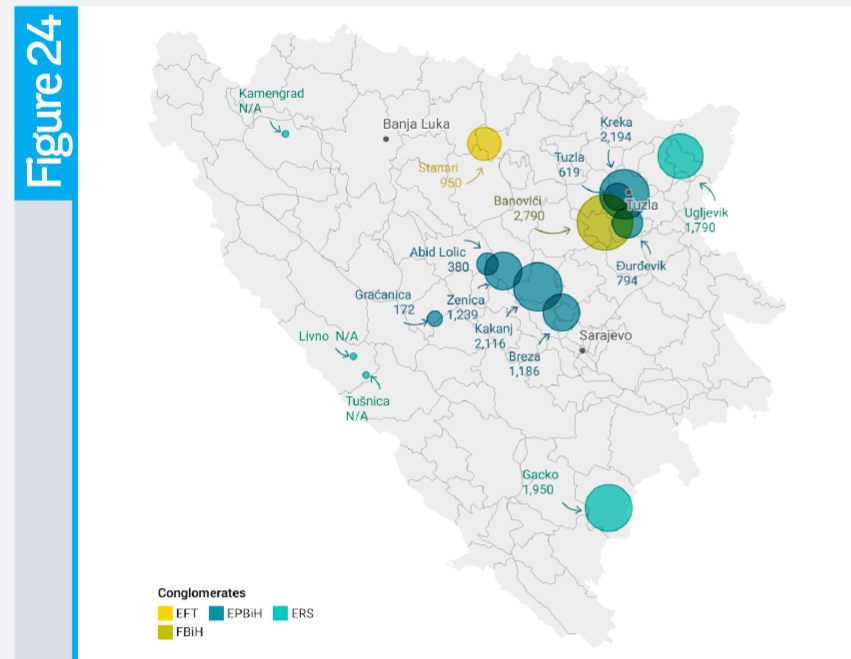 Figure 24
Kamengrad
N/A
Banja Luka
Stanari
950
Kreka
2,194
Tuzla
619
Banovići
2,790
Tuzla
Ugljevik
1,790
Đurđevik
794
Abid Lolic
380
Gračanica
172
Zenica
1,239
Kakanj
2,116
Breza
1,186
Sarajevo
Livno N/A
Tušnica
N/A
Gacko
1,950
Conglomerates
EFT EPBiH ERS
FBiH